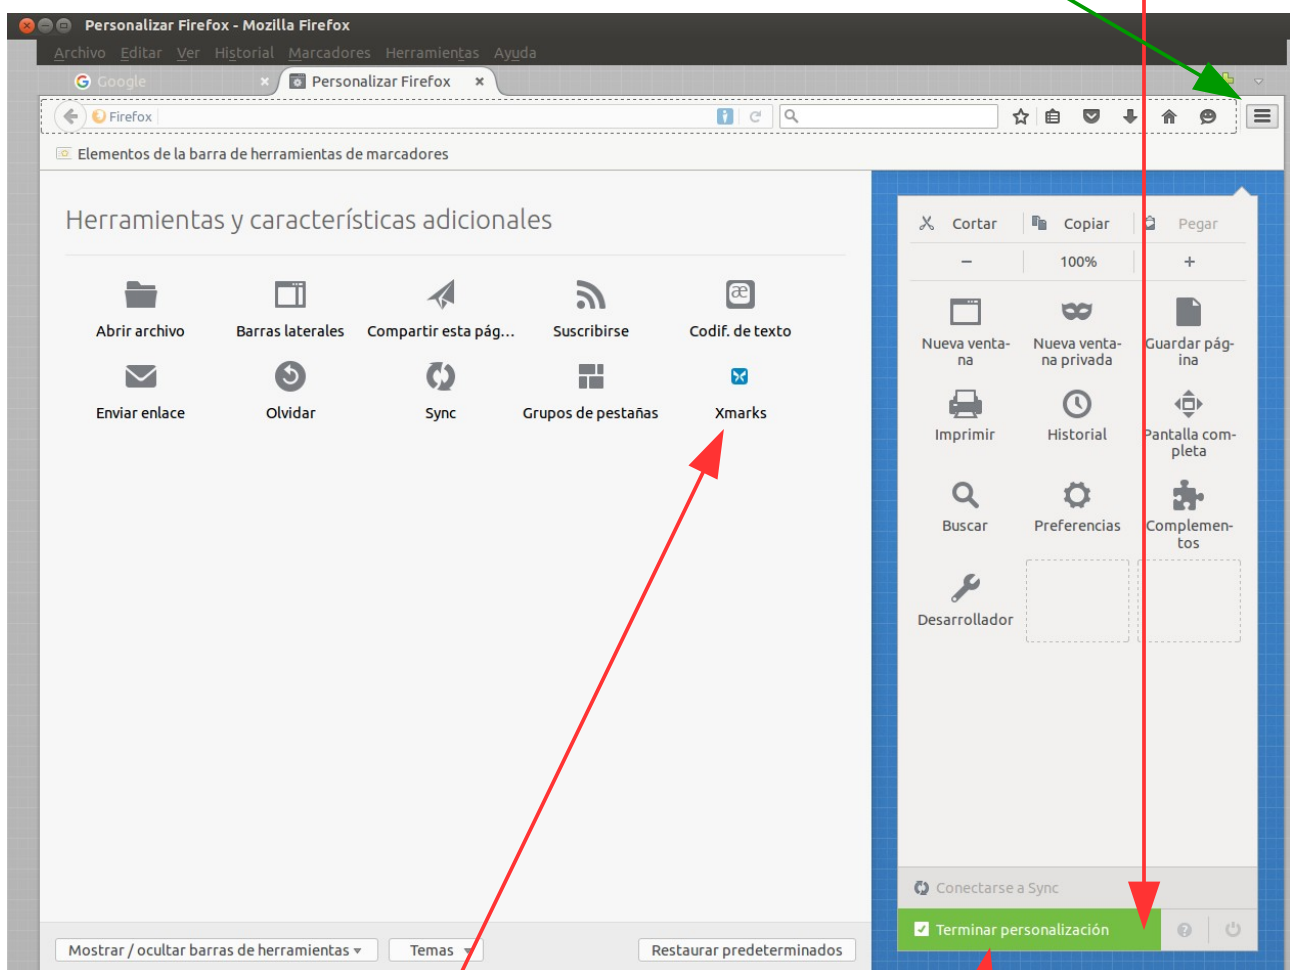 Personalizar Firefox - Mozilla Firefox
Archivo Editar Ver Historial Marcadores Herramientas Ayuda
Google
Personalizar Firefox
Firefox
Elementos de la barra de herramientas de marcadores
Herramientas y características adicionales
Abrir archivo
Barras laterales
Compartir esta pág...
Suscribirse
æ
Codif. de texto
Enviar enlace
Olvidar
Sync
Grupos de pestañas
Xmarks
Cortar
Copiar
Pegar
−
100%
+
Nueva venta-
na
Nueva venta-
na privada
Guardar pág-
ina
Imprimir
Historial
Pantalla com-
pleta
Buscar
Preferencias
Complemen-
tos
Desarrollador
Conectarse a Sync
Terminar personalización
Mostrar / ocultar barras de herramientas
Temas
Restaurar predeterminados